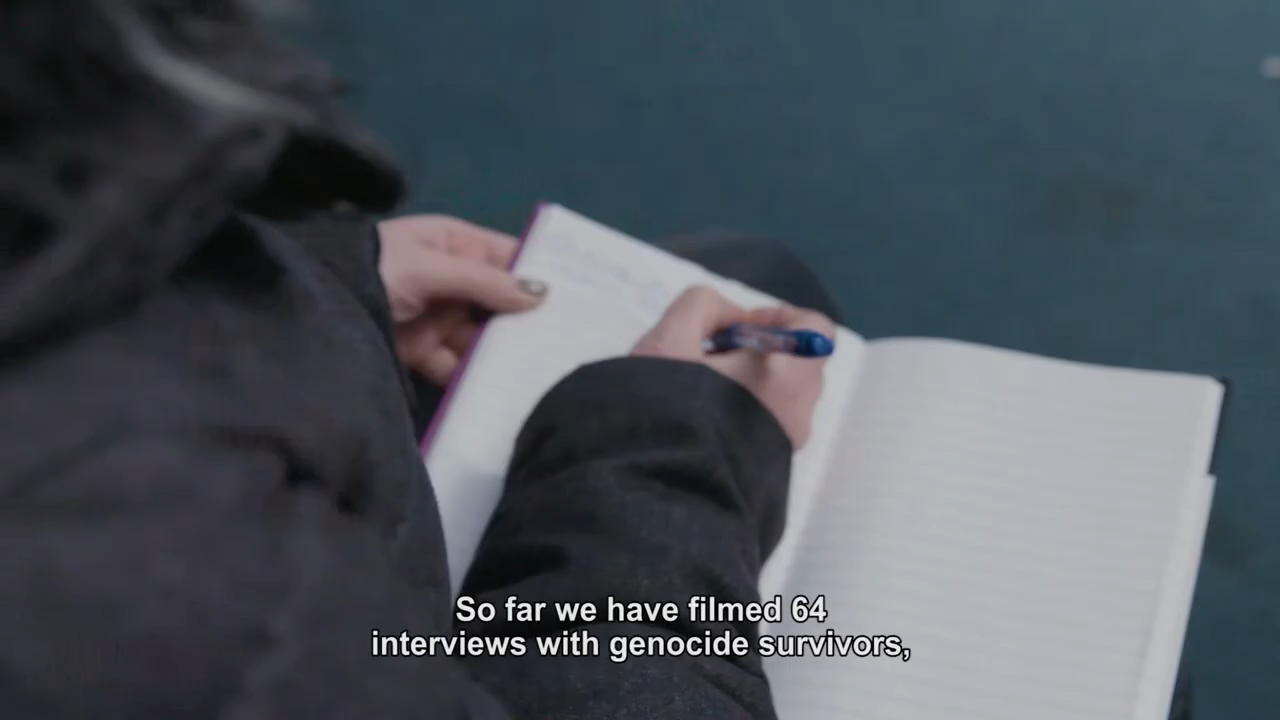 So far we have filmed 64
interviews with genocide survivors,